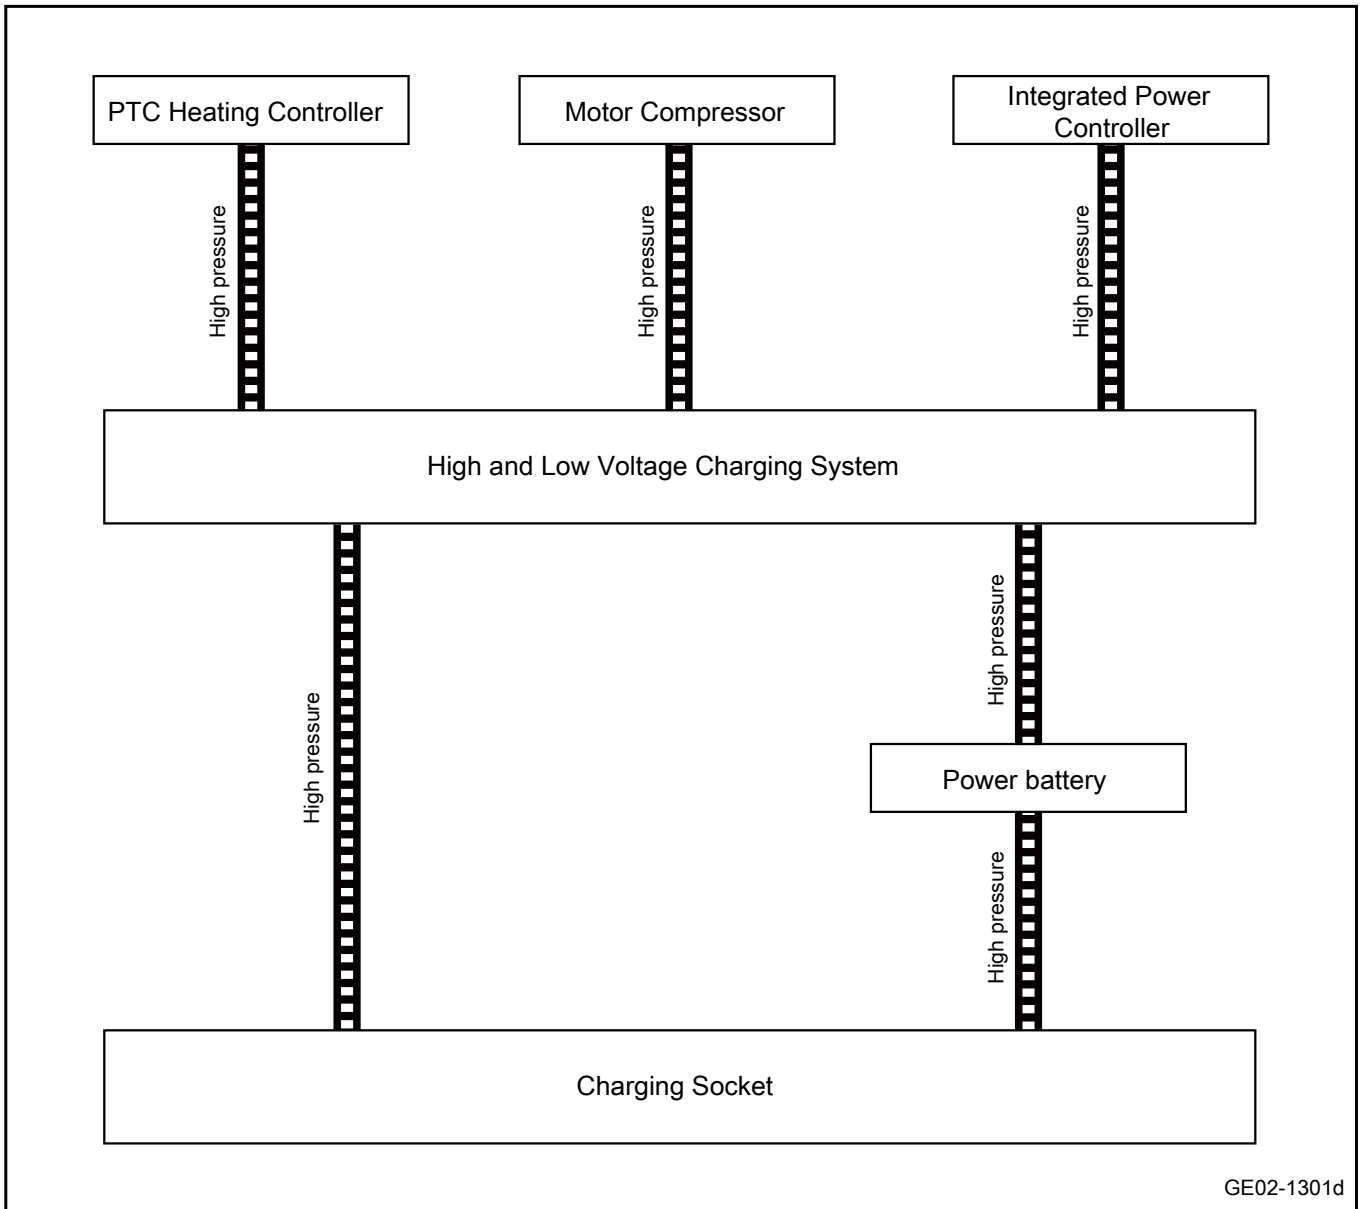 PTC Heating Controller
Motor Compressor
Integrated Power
Controller
High pressure
High pressure
High pressure
High and Low Voltage Charging System
High pressure
High pressure
Power battery
High pressure
Charging Socket
GE02-1301d